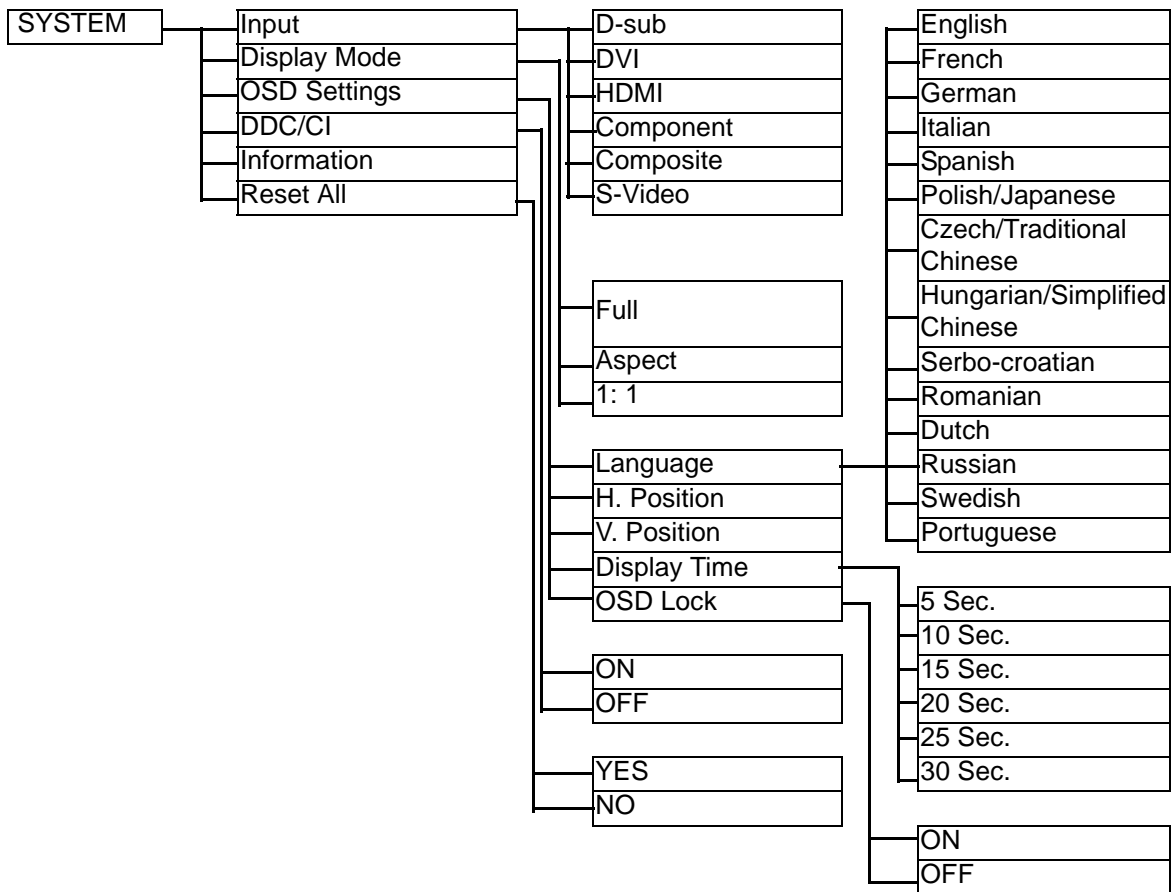 SYSTEM
Input
Display Mode
OSD Settings
DDC/CI
Information
Reset All
D-sub
DVI
HDMI
Component
Composite
S-Video
Full
Aspect
1: 1
Language
H. Position
V. Position
Display Time
OSD Lock
ON
OFF
YES
NO
English
French
German
Italian
Spanish
Polish/Japanese
Czech/Traditional
Chinese
Hungarian/Simplified
Chinese
Serbo-croatian
Romanian
Dutch
Russian
Swedish
Portuguese
5 Sec.
10 Sec.
15 Sec.
20 Sec.
25 Sec.
30 Sec.
ON
OFF